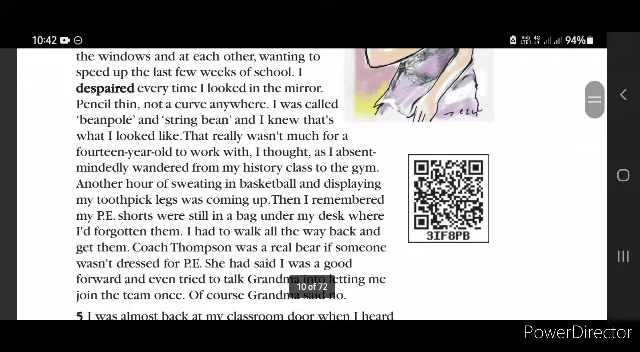 10:42
94%
the windows and at each other, wanting to
speed up the last few weeks of school. I
despaired every time I looked in the mirror.
Pencil thin, not a curve anywhere. I was called
'beanpole' and 'string bean' and I knew that's
what I looked like. That really wasn't much for a
fourteen-year-old to work with, I thought, as I absent-
mindedly wandered from my history class to the gym.
Another hour of sweating in basketball and displaying
my toothpick legs was coming up. Then I remembered
my P.E. shorts were still in a bag under my desk where
I'd forgotten them. I had to walk all the way back and
get them. Coach Thompson was a real bear if someone
wasn't dressed for P.E. She had said I was a good
forward and even tried to talk Grandma into letting me
join the team once. Of course Grandma said no.
3IF8PB
10 of 72
5 I was almost back at my classroom door when I heard
PowerDirector